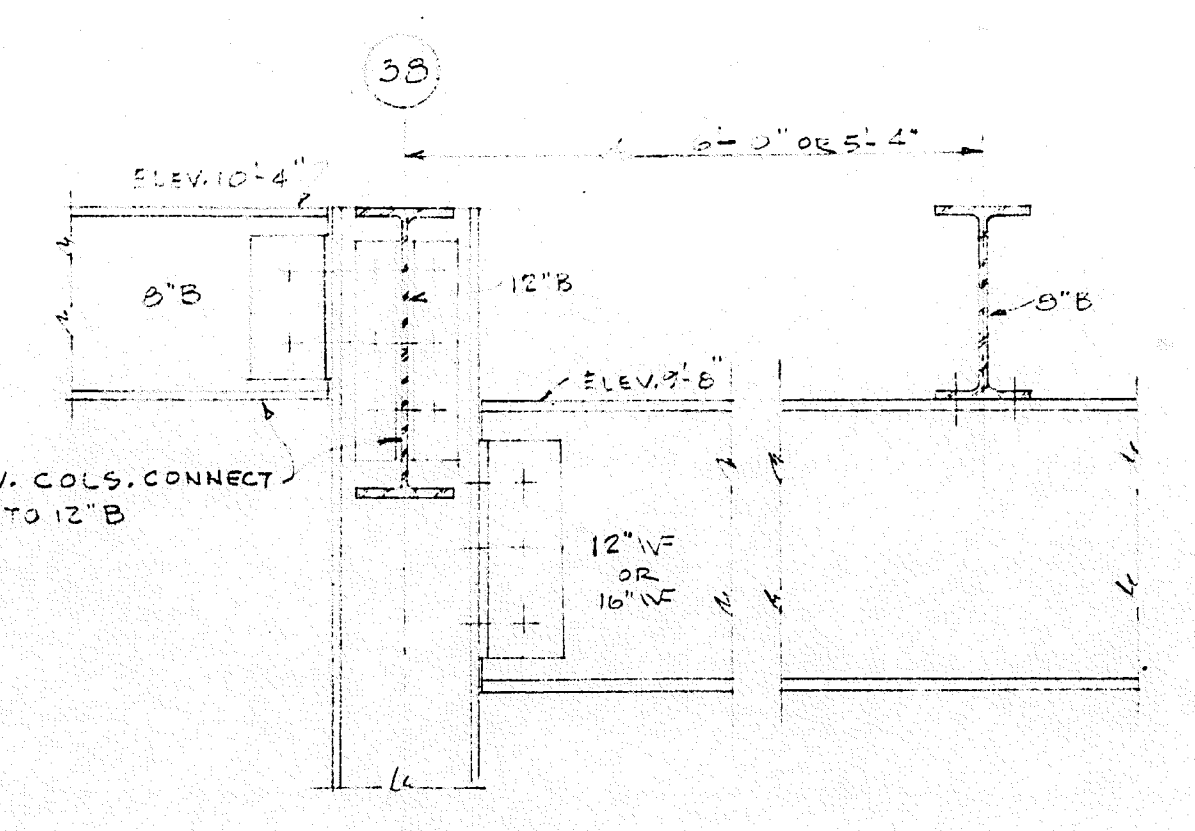 38
6'-0" OR 5'-4"
ELEV. 10'-4"
8"B
12"B
8"B
ELEV. 9'-8"
COLS. CONNECT
TO 12"B
12" WF
OR
16" WF